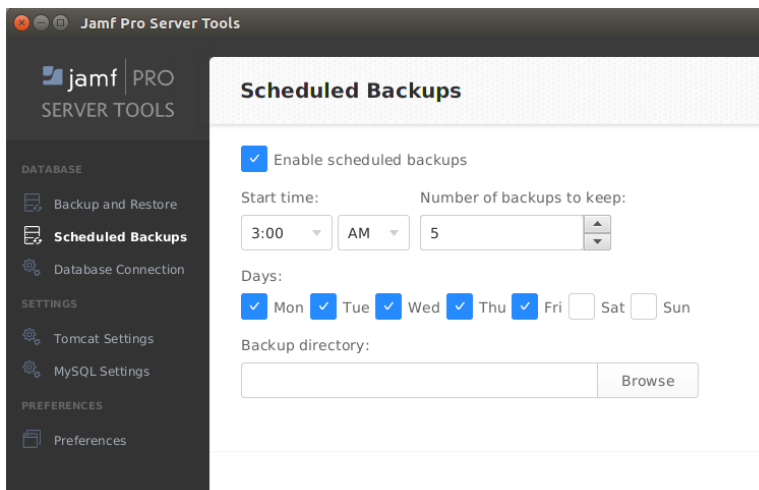 Jamf Pro Server Tools
jamf PRO
SERVER TOOLS
DATABASE
Backup and Restore
Scheduled Backups
Database Connection
SETTINGS
Tomcat Settings
MySQL Settings
PREFERENCES
Preferences
Scheduled Backups
Enable scheduled backups
Start time: Number of backups to keep:
3:00 AM 5
Days:
Mon Tue Wed Thu Fri Sat Sun
Backup directory:
Browse